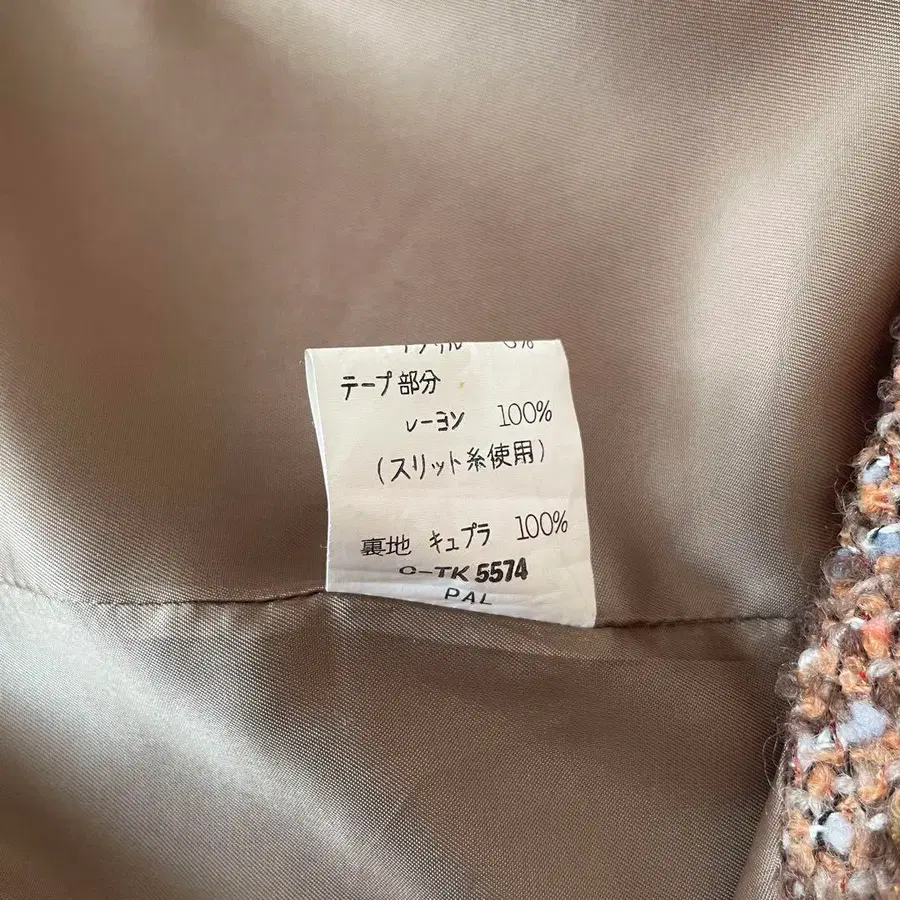 テープ部分
レーヨン 100%
(スリット糸使用)
裏地 キュプラ 100%
C-TK 5574
PAL